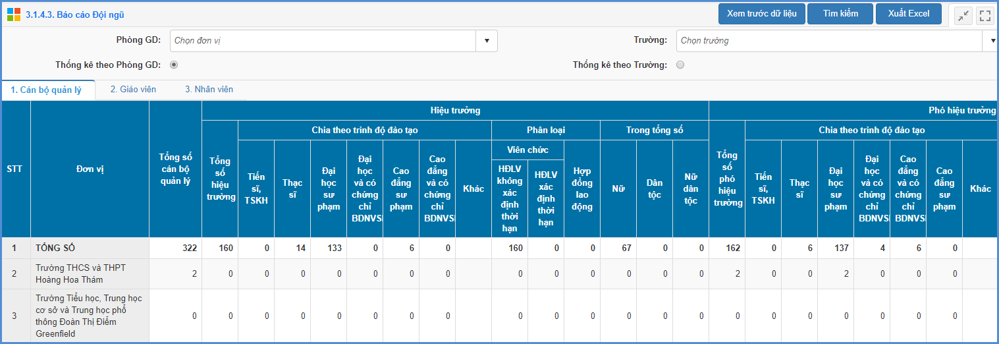 3.1.4.3. Báo cáo Đội ngũ
Xem trước dữ liệu
Tìm kiếm
Xuất Excel
Phòng GD:
Chọn đơn vị
Trường:
Chọn trường
Thống kê theo Phòng GD:
Thống kê theo Trường:
1. Cán bộ quản lý
2. Giáo viên
3. Nhân viên
STT
Đơn vị
Tổng số
cán bộ
quản lý
Hiệu trưởng
Tổng
số
hiệu
trưởng
Chia theo trình độ đào tạo
Tiến
sĩ,
TSKH
Thạc
sĩ
Đại
học
sư
phạm
Đại
học
và có
chứng
chỉ
BDNVS
Cao
đẳng
sư
phạm
Cao
đẳng
và có
chứng
chỉ
BDNVS
Khác
Phân loại
Viên chức
HĐLV
không
xác
định
thời
hạn
HĐLV
xác
định
thời
hạn
Hợp
đồng
lao
động
Trong tổng số
Nữ
Dân
tộc
Nữ
dân
tộc
Phó hiệu trưởng
Tổng
số
phó
hiệu
trưởng
Chia theo trình độ đào tạo
Tiến
sĩ,
TSKH
Thạc
sĩ
Đại
học
sư
phạm
Đại
học
và có
chứng
chỉ
BDNVS
Cao
đẳng
và có
chứng
chỉ
BDNVS
Cao
đẳng
sư
phạm
Khác
1 TỔNG SỐ 322 160 0 14 133 0 6 0 160 0 0 67 0 0 162 0 6 137 4 6 0
2 Trường THCS và THPT
Hoàng Hoa Thám 2 0 0 0 0 0 0 0 0 0 0 0 0 0 2 0 0 2 0 0 0
3 Trường Tiểu học, Trung học
cơ sở và Trung học phổ
thông Đoàn Thị Điểm
Greenfield 0 0 0 0 0 0 0 0 0 0 0 0 0 0 0 0 0 0 0 0 0